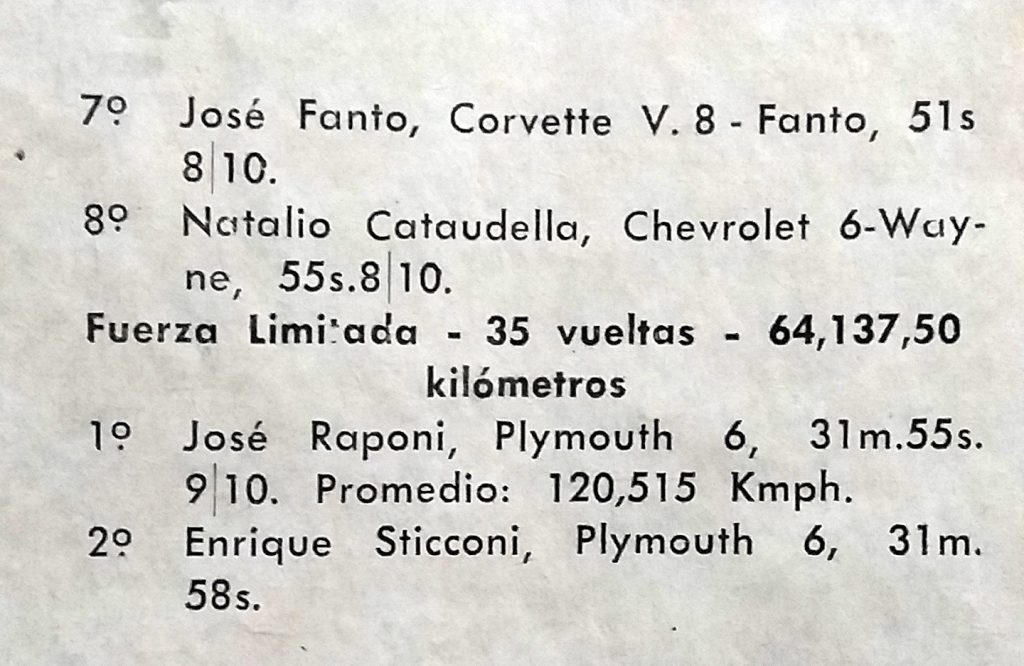 7º José Fanto, Corvette V. 8 - Fanto, 51s
8|10.
8º Natalio Cataudella, Chevrolet 6-Way-
ne, 55s.8|10.
Fuerza Limitada - 35 vueltas - 64,137,50
kilómetros
1º José Raponi, Plymouth 6, 31m.55s.
9|10. Promedio: 120,515 Kmph.
2º Enrique Sticconi, Plymouth 6, 31m.
58s.